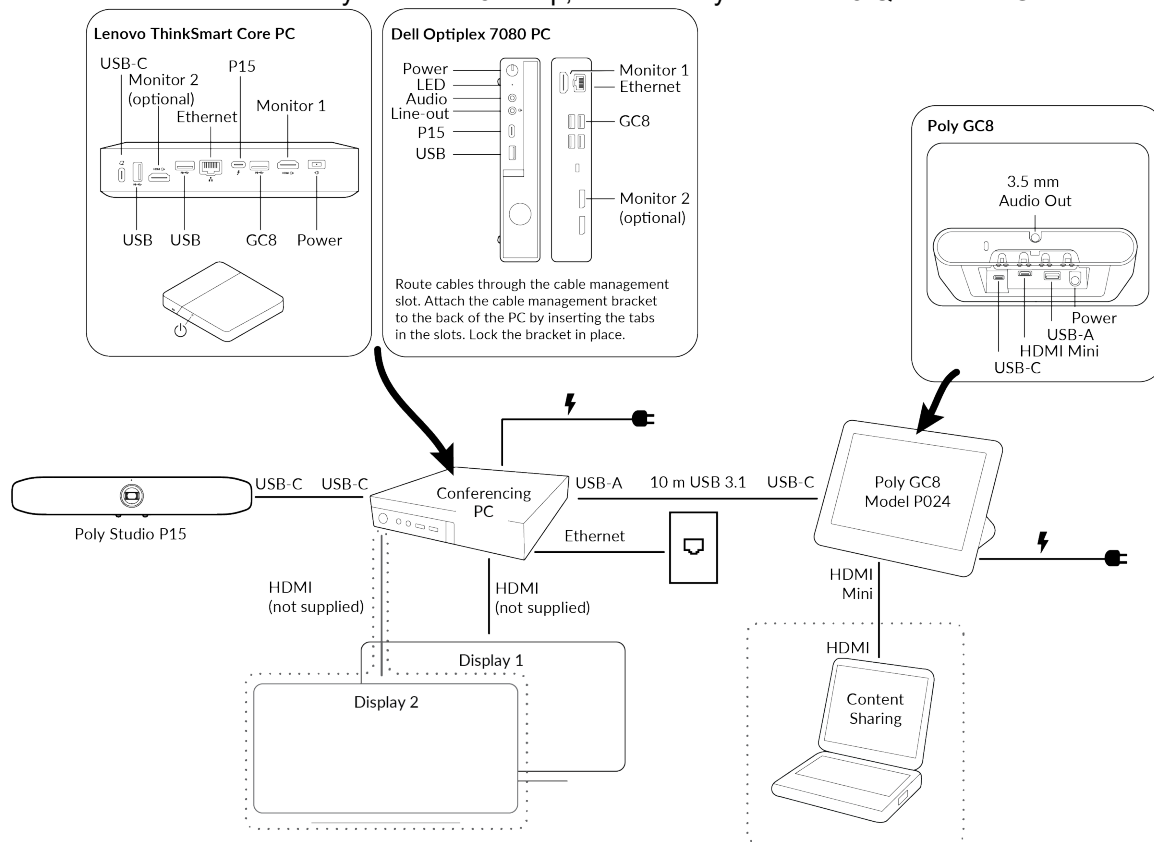 Lenovo ThinkSmart Core PC
USB-C
Monitor 2
(optional)
P15
Ethernet
Monitor 1
USB
USB
GC8
Power
Dell Optiplex 7080 PC
Power
LED
Audio
Line-out
P15
USB
Monitor 1
Ethernet
GC8
Monitor 2
(optional)
Route cables through the cable management
slot. Attach the cable management bracket
to the back of the PC by inserting the tabs
in the slots. Lock the bracket in place.
Poly GC8
3.5 mm
Audio Out
Power
USB-A
HDMI Mini
USB-C
Poly Studio P15
USB-C
USB-C
Conferencing
PC
USB-A
10 m USB 3.1
USB-C
Poly GC8
Model P024
Ethernet
HDMI
(not supplied)
HDMI
(not supplied)
HDMI
Mini
Display 1
Display 2
HDMI
Content
Sharing